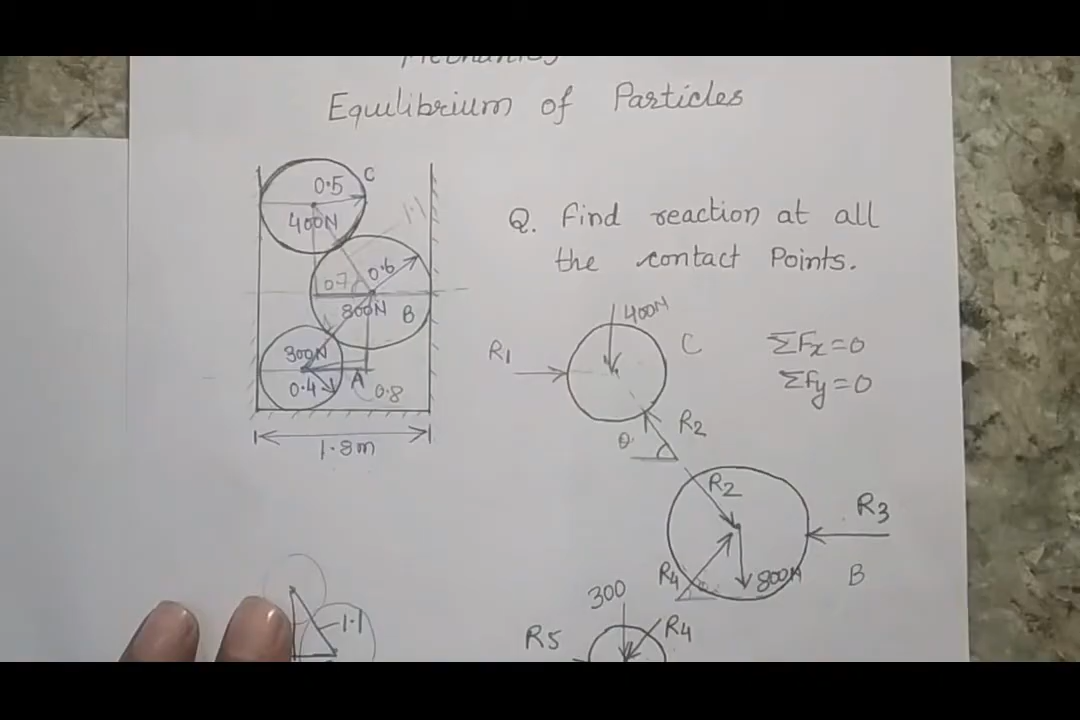 Mechanics
Equilibrium of Particles
0.5
C
400N
1.1
0.7
0.6
800N
B
300N
A
0.4
0.8
1.8m
Q. Find reaction at all
the contact Points.
400N
R1
C
ΣFx=0
ΣFy=0
R2
θ
R2
R3
R4
800N
B
300
R4
R5
1.1